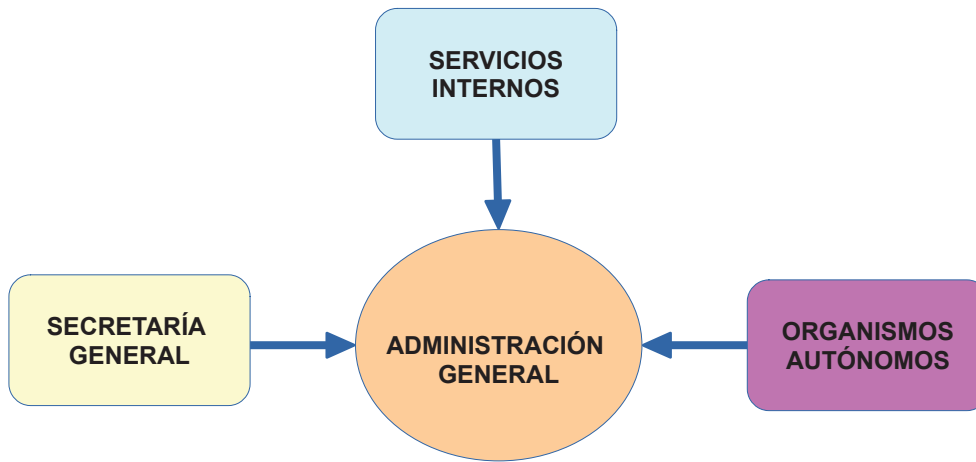 SERVICIOS
INTERNOS
SECRETARÍA
GENERAL
ADMINISTRACIÓN
GENERAL
ORGANISMOS
AUTÓNOMOS